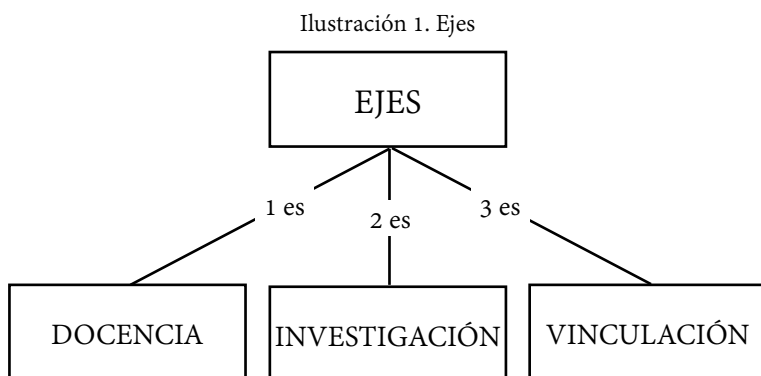 Ilustración 1. Ejes
EJES
1 es
2 es
3 es
DOCENCIA
INVESTIGACIÓN
VINCULACIÓN